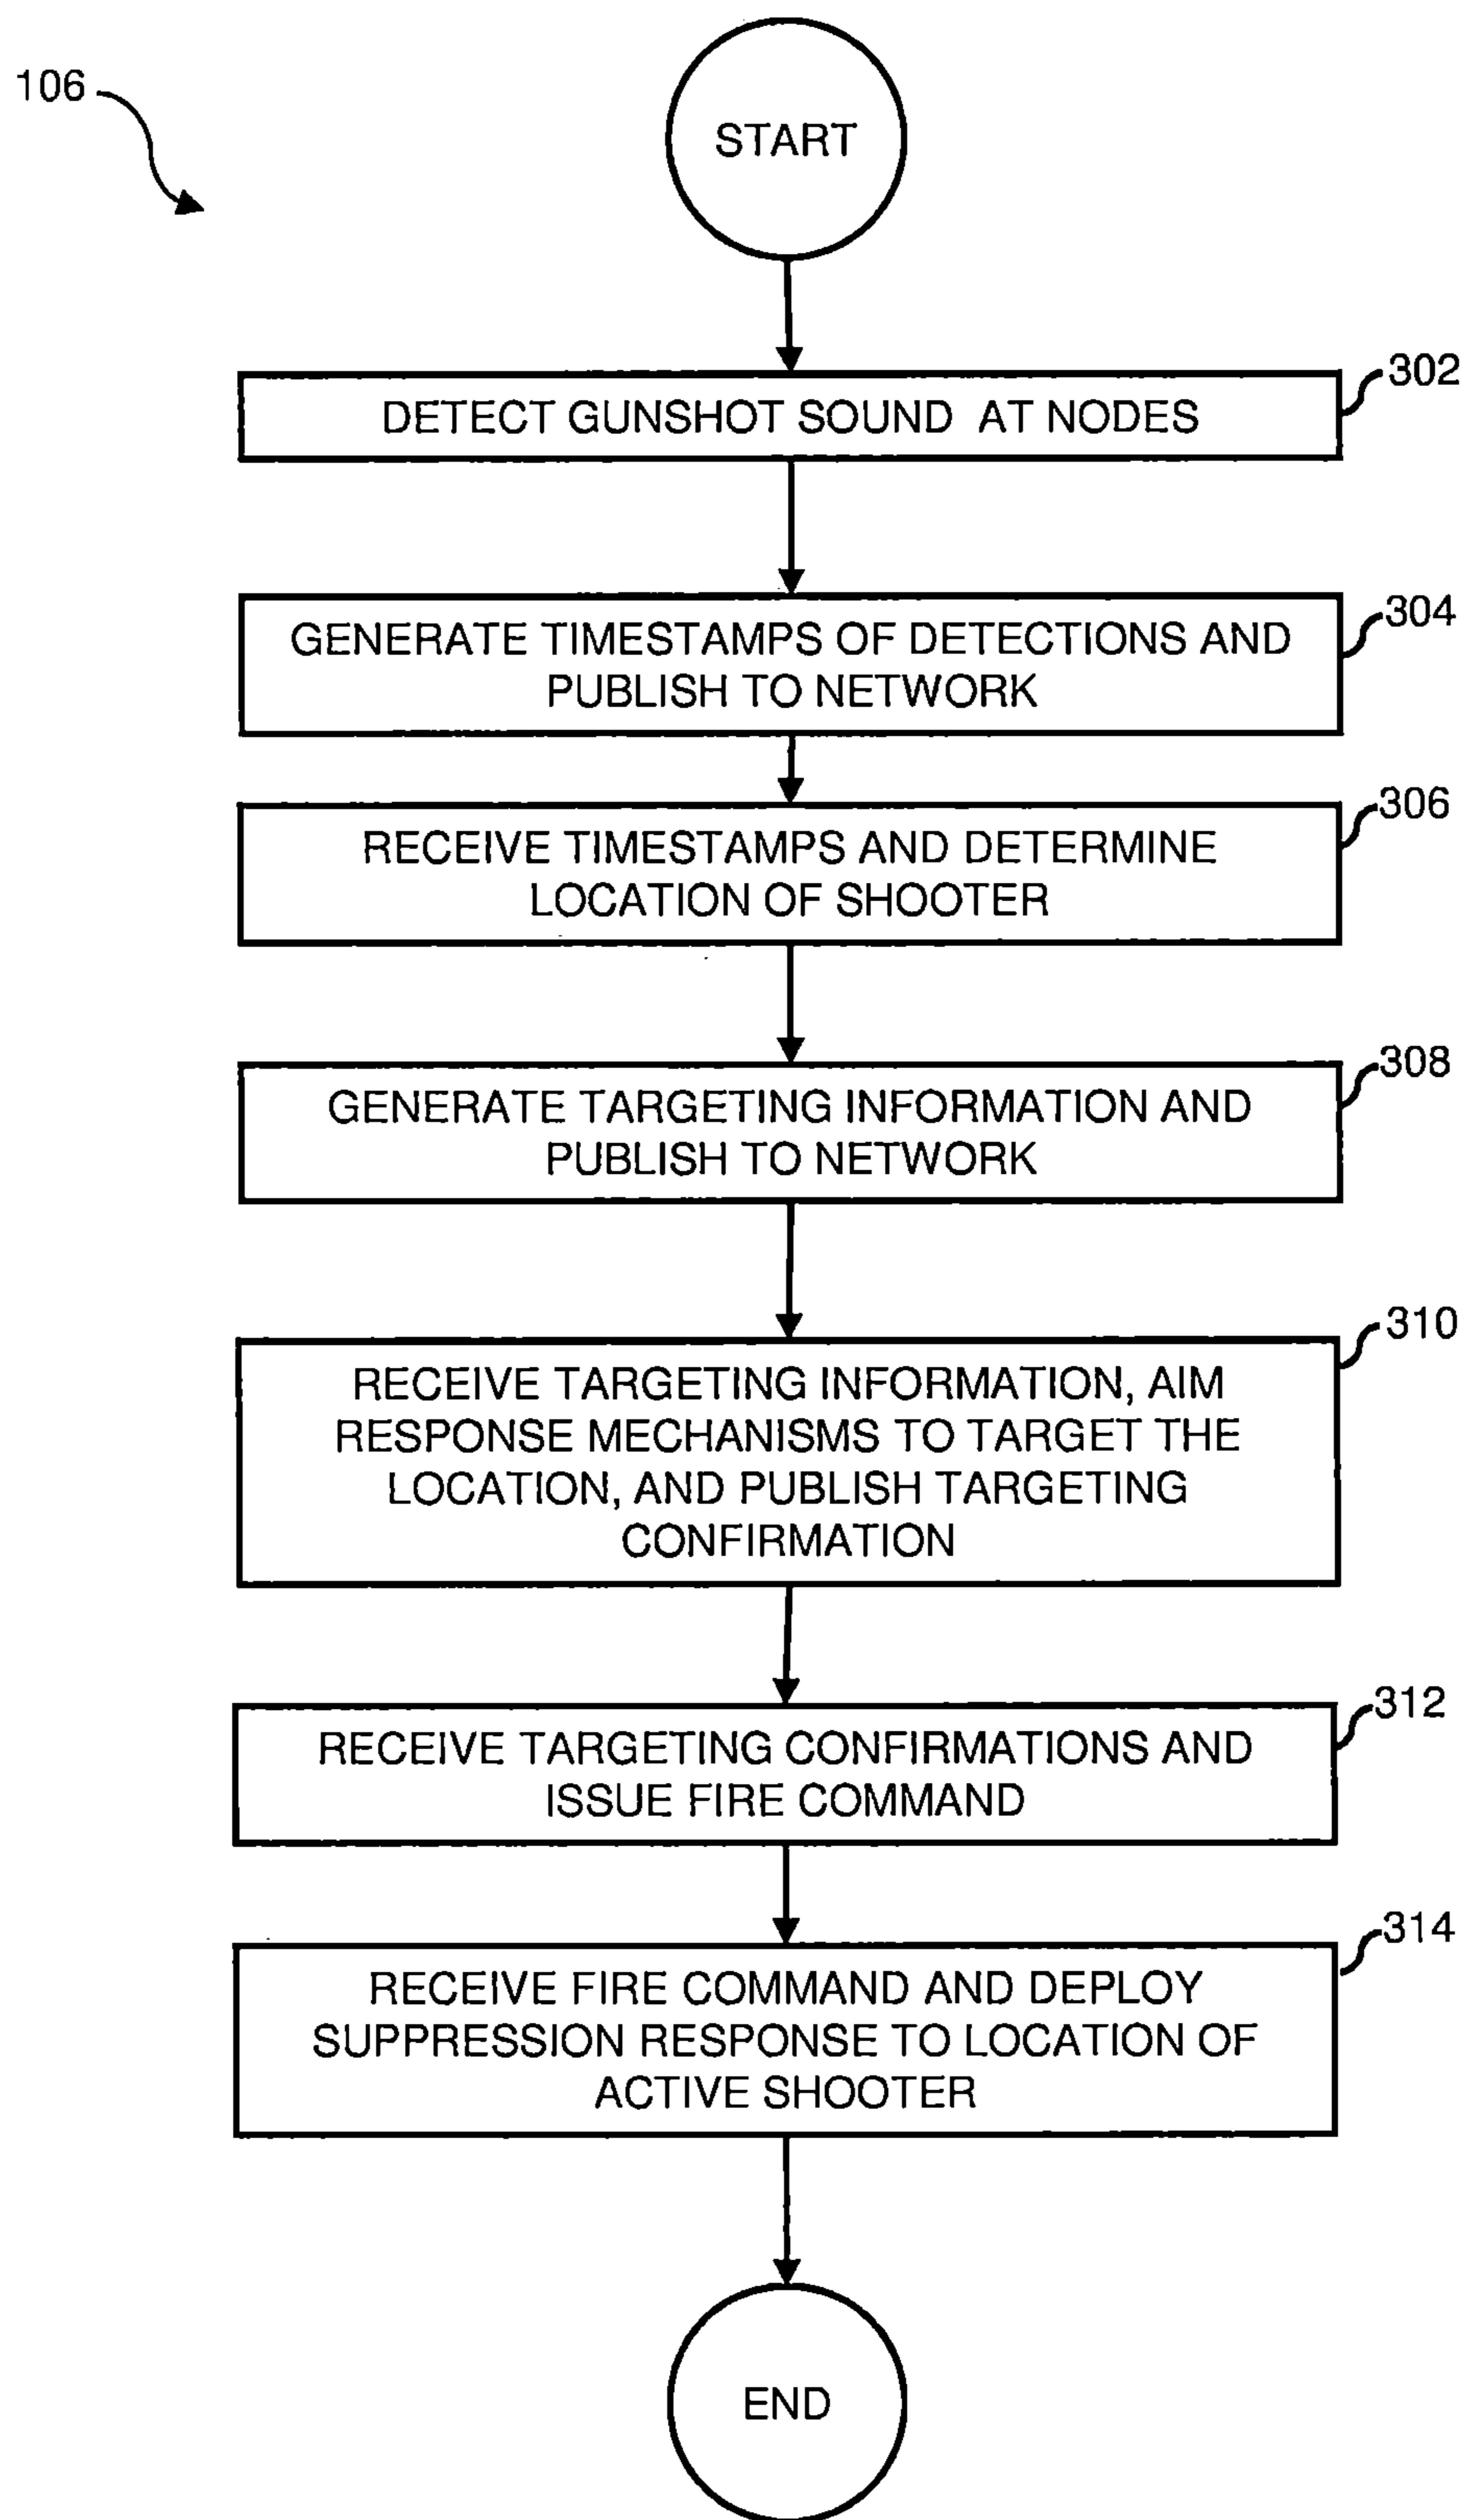 106
START
302
DETECT GUNSHOT SOUND AT NODES
304
GENERATE TIMESTAMPS OF DETECTIONS AND
PUBLISH TO NETWORK
306
RECEIVE TIMESTAMPS AND DETERMINE
LOCATION OF SHOOTER
308
GENERATE TARGETING INFORMATION AND
PUBLISH TO NETWORK
310
RECEIVE TARGETING INFORMATION, AIM
RESPONSE MECHANISMS TO TARGET THE
LOCATION, AND PUBLISH TARGETING
CONFIRMATION
312
RECEIVE TARGETING CONFIRMATIONS AND
ISSUE FIRE COMMAND
314
RECEIVE FIRE COMMAND AND DEPLOY
SUPPRESSION RESPONSE TO LOCATION OF
ACTIVE SHOOTER
END